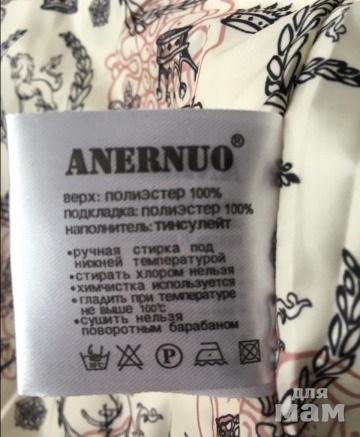 ANERNUO®
верх: полиэстер 100%
подкладка: полиэстер 100%
наполнитель: тинсулейт
•ручная стирка под
нижней температурой
•стирать хлором нельзя
•химчистка используется
•гладить при температуре
не выше 100℃
•сушить нельзя
поворотным барабаном
P
для
мам